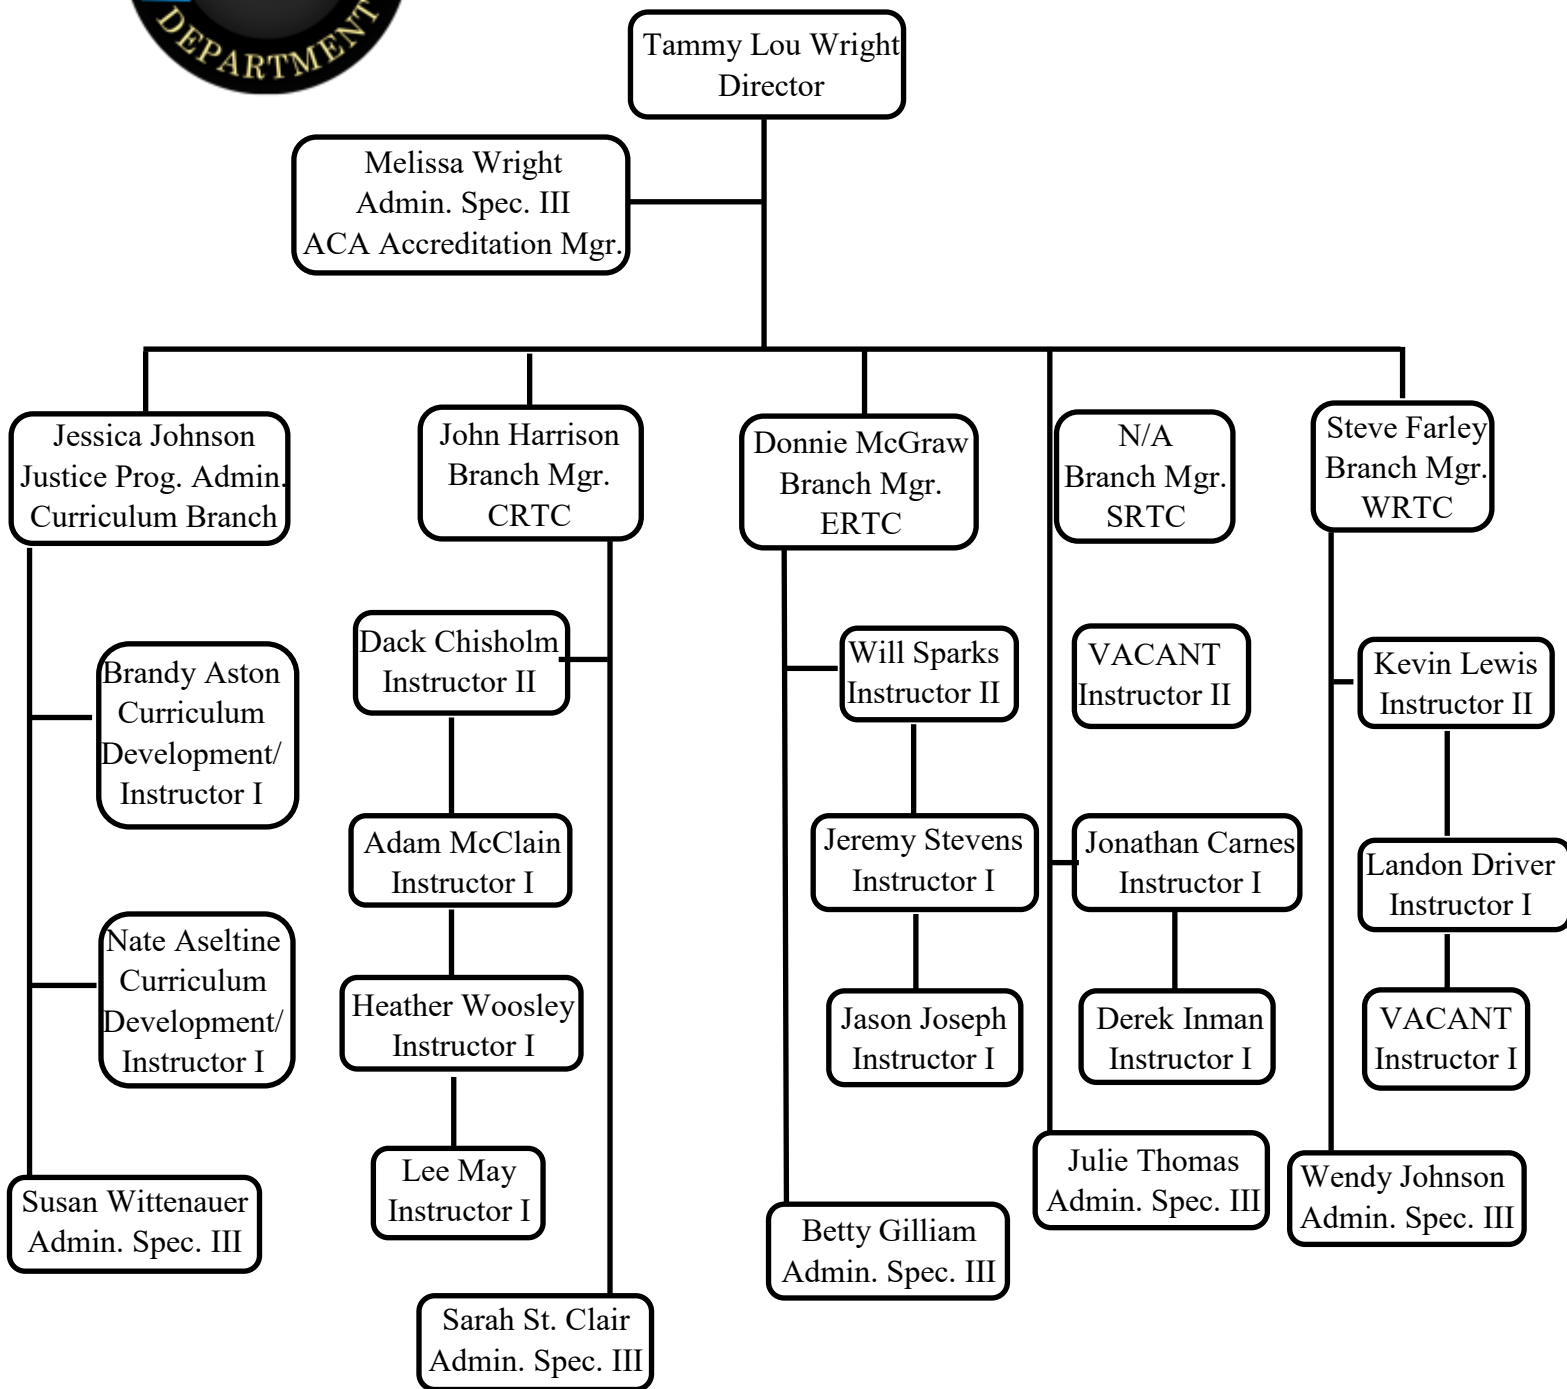 DEPARTMENT
Tammy Lou Wright
Director
Melissa Wright
Admin. Spec. III
ACA Accreditation Mgr.
Jessica Johnson
Justice Prog. Admin.
Curriculum Branch
John Harrison
Branch Mgr.
CRTC
Donnie McGraw
Branch Mgr.
ERTC
N/A
Branch Mgr.
SRTC
Steve Farley
Branch Mgr.
WRTC
Brandy Aston
Curriculum
Development/
Instructor I
Nate Aseltine
Curriculum
Development/
Instructor I
Susan Wittenauer
Admin. Spec. III
Dack Chisholm
Instructor II
Adam McClain
Instructor I
Heather Woosley
Instructor I
Lee May
Instructor I
Sarah St. Clair
Admin. Spec. III
Will Sparks
Instructor II
Jeremy Stevens
Instructor I
Jason Joseph
Instructor I
Betty Gilliam
Admin. Spec. III
VACANT
Instructor II
Jonathan Carnes
Instructor I
Derek Inman
Instructor I
Julie Thomas
Admin. Spec. III
Kevin Lewis
Instructor II
Landon Driver
Instructor I
VACANT
Instructor I
Wendy Johnson
Admin. Spec. III